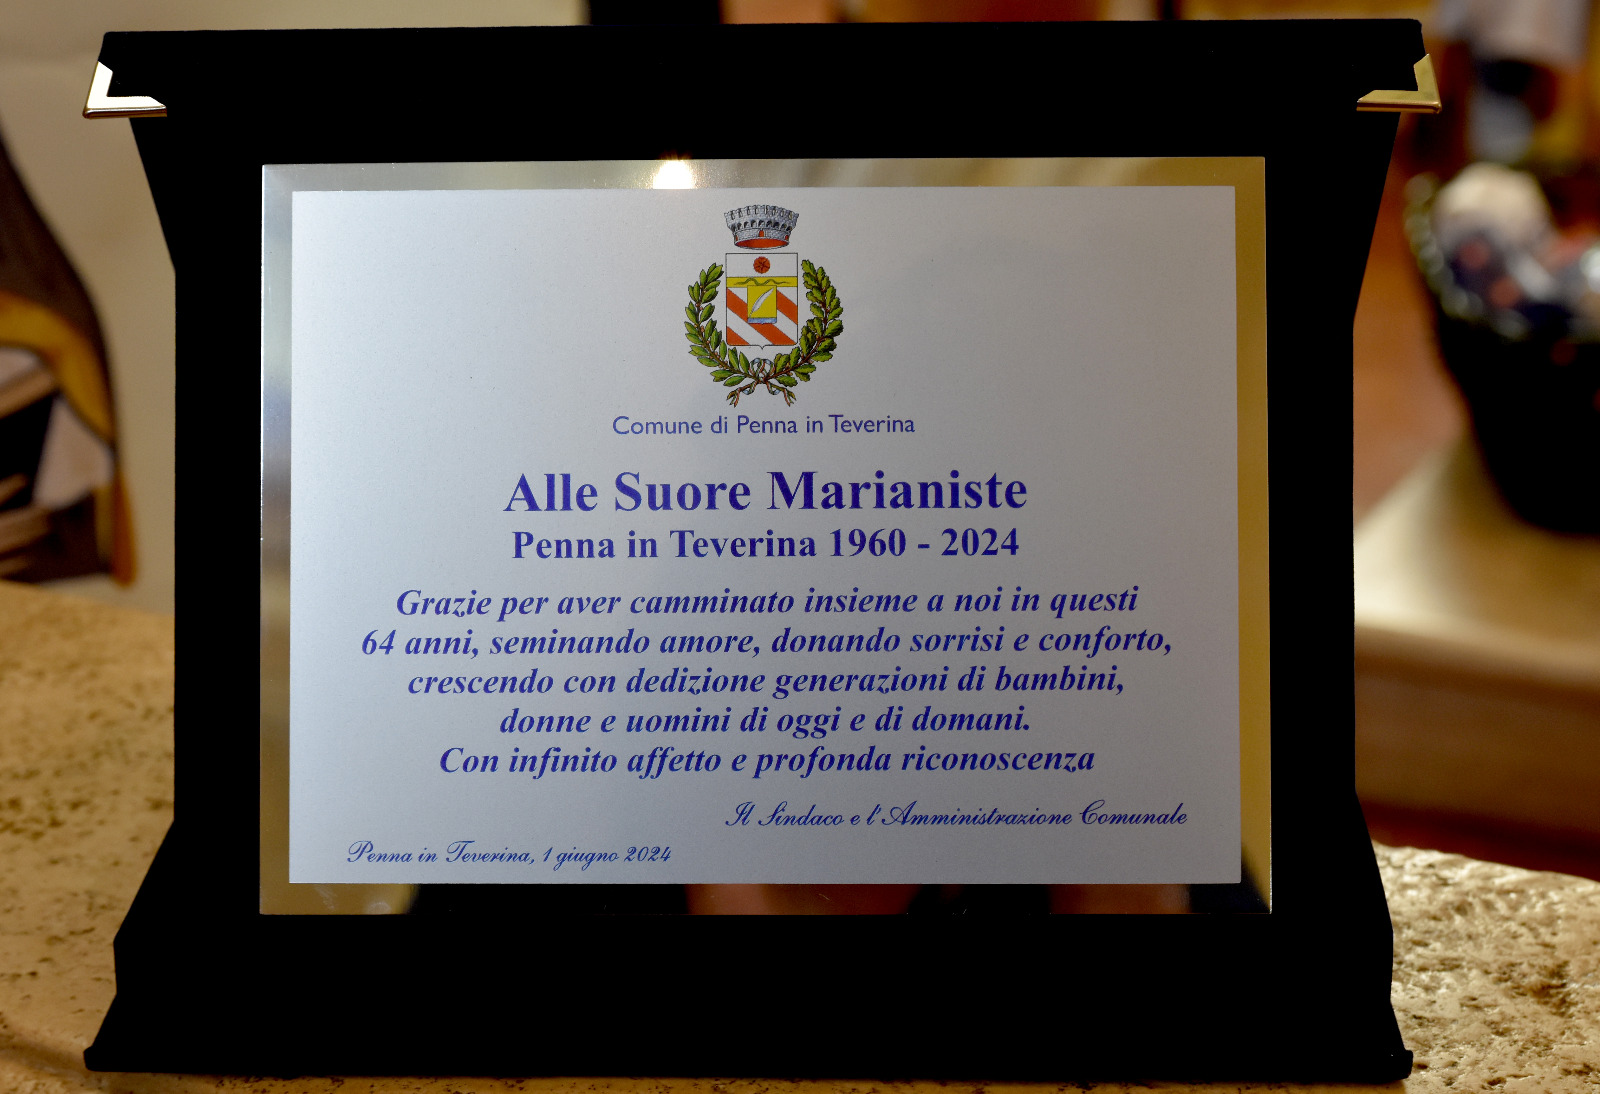 Comune di Penna in Teverina
Alle Suore Marianiste
Penna in Teverina 1960 - 2024
Grazie per aver camminato insieme a noi in questi
64 anni, seminando amore, donando sorrisi e conforto,
crescendo con dedizione generazioni di bambini,
donne e uomini di oggi e di domani.
Con infinito affetto e profonda riconoscenza
Il Sindaco e l'Amministrazione Comunale
Penna in Teverina, 1 giugno 2024